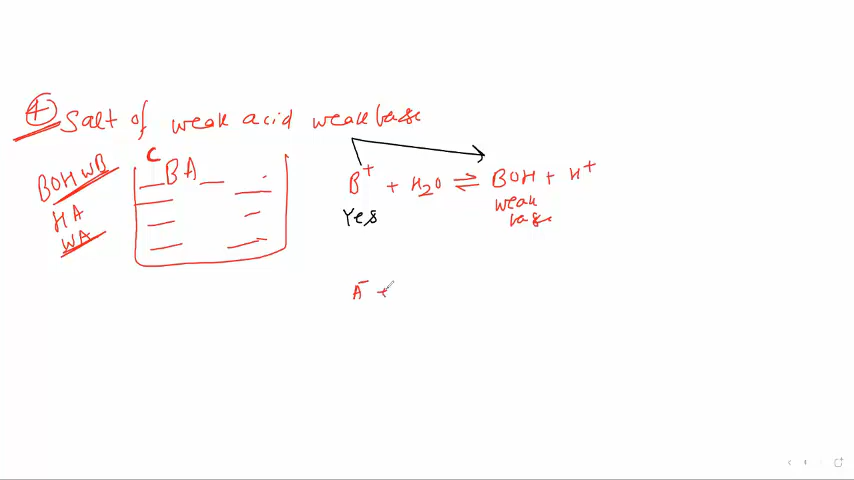 4 Salt of weak acid weak base
BOH WB
HA
WA
C
BA
B⁺ + H₂O ⇌ BOH + H⁺
Yes
weak
base
A⁻ +